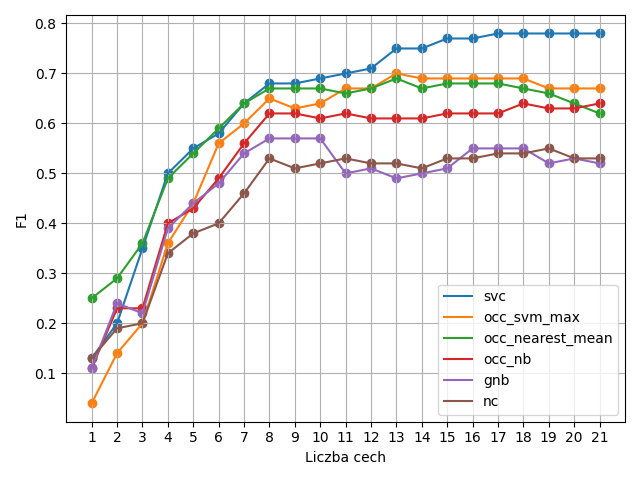 0.8
0.7
0.6
0.5
0.4
0.3
0.2
0.1
F1
svc
occ_svm_max
occ_nearest_mean
occ_nb
gnb
nc
1 2 3 4 5 6 7 8 9 10 11 12 13 14 15 16 17 18 19 20 21
Liczba cech